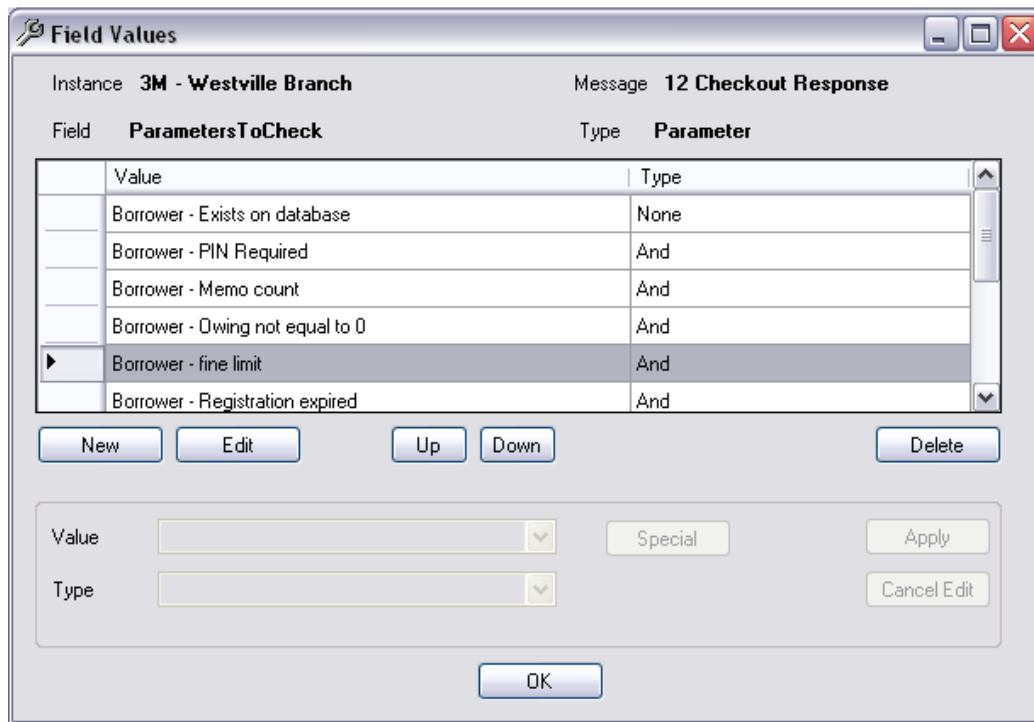 Field Values
Instance 3M - Westville Branch Message 12 Checkout Response
Field ParametersToCheck Type Parameter
Value Type
Borrower - Exists on database None
Borrower - PIN Required And
Borrower - Memo count And
Borrower - Owing not equal to 0 And
Borrower - fine limit And
Borrower - Registration expired And
New Edit Up Down Delete
Value Special Apply
Type Cancel Edit
OK